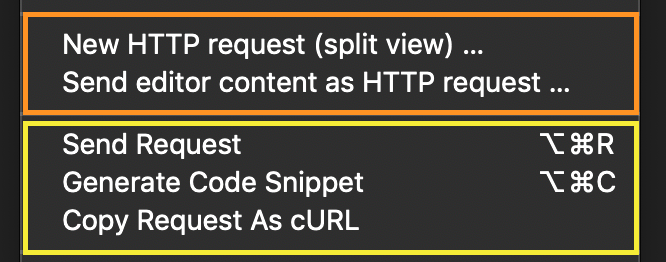 New HTTP request (split view) ...
Send editor content as HTTP request ...
Send Request ⌥⌘R
Generate Code Snippet ⌥⌘C
Copy Request As cURL